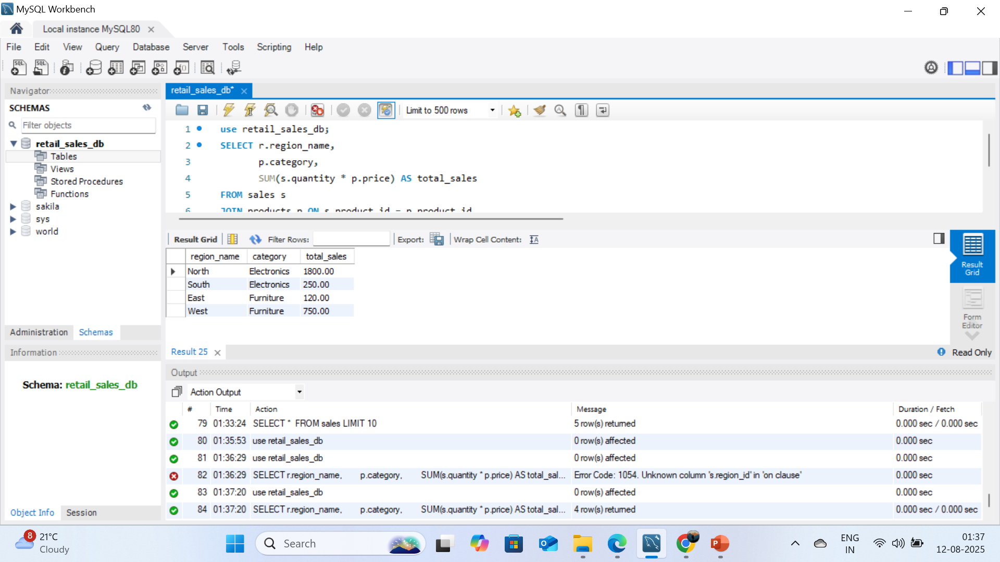 MySQL Workbench
Local instance MySQL80
File Edit View Query Database Server Tools Scripting Help
Navigator
SCHEMAS
Filter objects
retail_sales_db
Tables
Views
Stored Procedures
Functions
sakila
sys
world
Administration Schemas
Information
Schema: retail_sales_db
Object Info Session
retail_sales_db*
Limit to 500 rows
1 use retail_sales_db;
2 SELECT r.region_name,
3 p.category,
4 SUM(s.quantity * p.price) AS total_sales
5 FROM sales s
6 JOIN products p ON s.product_id = p.product_id
Result Grid Filter Rows: Export: Wrap Cell Content:
region_name category total_sales
North Electronics 1800.00
South Electronics 250.00
East Furniture 120.00
West Furniture 750.00
Result
Grid
Form
Editor
Result 25
Read Only
Output
Action Output
# Time Action Message Duration / Fetch
79 01:33:24 SELECT * FROM sales LIMIT 10 5 row(s) returned 0.000 sec / 0.000 sec
80 01:35:53 use retail_sales_db 0 row(s) affected 0.000 sec
81 01:36:29 use retail_sales_db 0 row(s) affected 0.000 sec
82 01:36:29 SELECT r.region_name, p.category, SUM(s.quantity * p.price) AS total_sal... Error Code: 1054. Unknown column 's.region_id' in 'on clause' 0.000 sec
83 01:37:20 use retail_sales_db 0 row(s) affected 0.000 sec
84 01:37:20 SELECT r.region_name, p.category, SUM(s.quantity * p.price) AS total_sal... 4 row(s) returned 0.000 sec / 0.000 sec
8
21°C
Cloudy
Search
ENG
IN
01:37
12-08-2025